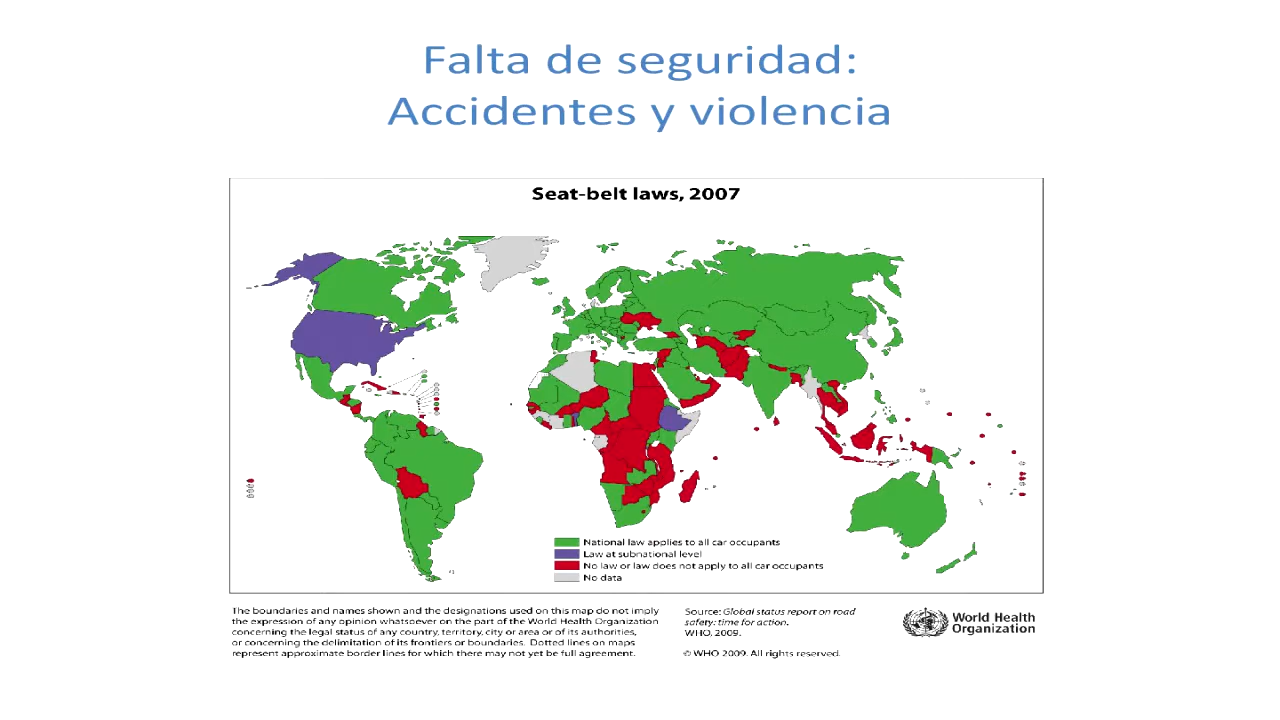 Falta de seguridad:
Accidentes y violencia
Seat-belt laws, 2007
National law applies to all car occupants
Law at subnational level
No law or law does not apply to all car occupants
No data
The boundaries and names shown and the designations used on this map do not imply
the expression of any opinion whatsoever on the part of the World Health Organization
concerning the legal status of any country, territory, city or area or of its authorities,
or concerning the delimitation of its frontiers or boundaries. Dotted lines on maps
represent approximate border lines for which there may not yet be full agreement.
Source: Global status report on road
safety: time for action.
WHO, 2009.
© WHO 2009. All rights reserved.
World Health
Organization